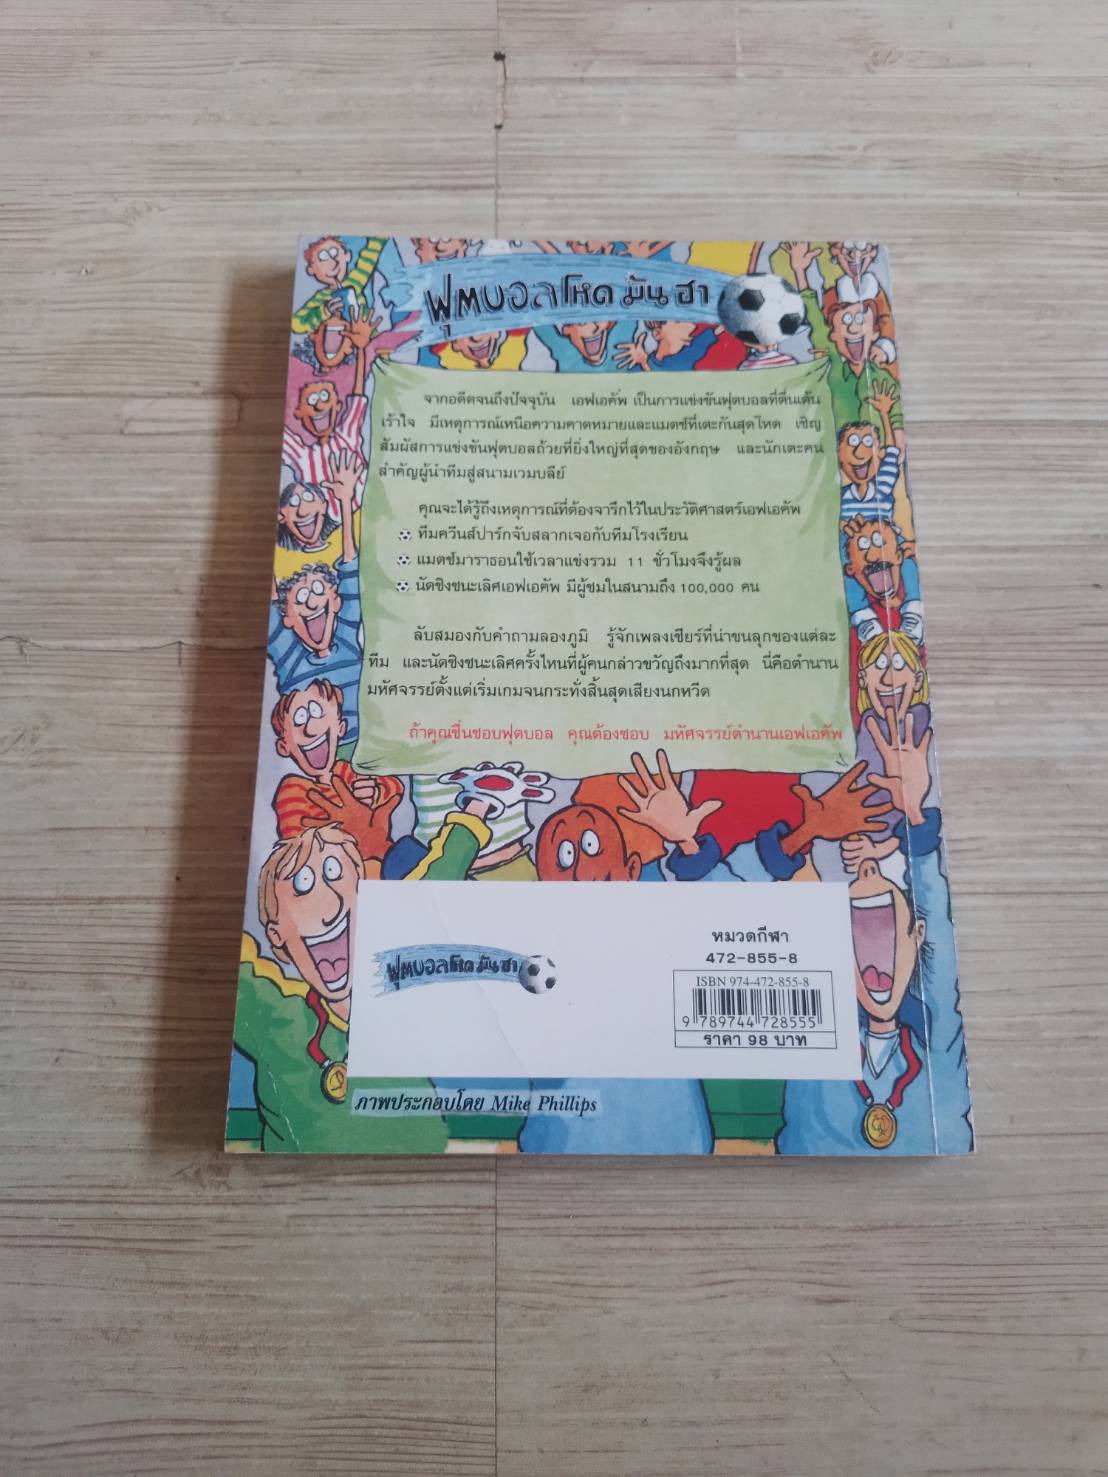 ฟุตบอลโหด มัน ฮา
จากอดีตจนถึงปัจจุบัน เอฟเอคัพ เป็นการแข่งขันฟุตบอลที่ตื่นเต้น
เร้าใจ มีเหตุการณ์เหนือความคาดหมายและแมตช์ที่เตะกันสุดโหด เชิญ
สัมผัสการแข่งขันฟุตบอลถ้วยที่ยิ่งใหญ่ที่สุดของอังกฤษ และนักเตะคน
สำคัญผู้นำทีมสู่สนามเวมบลีย์
คุณจะได้รู้ถึงเหตุการณ์ที่ต้องจารึกไว้ในประวัติศาสตร์เอฟเอคัพ
ทีมควีนส์ปาร์กจับสลากเจอกับทีมโรงเรียน
แมตช์มาราธอนใช้เวลาแข่งรวม 11 ชั่วโมงจึงรู้ผล
นัดชิงชนะเลิศเอฟเอคัพ มีผู้ชมในสนามถึง 100,000 คน
ลับสมองกับคำถามลองภูมิ รู้จักเพลงเชียร์ที่น่าขนลุกของแต่ละ
ทีม และนัดชิงชนะเลิศครั้งไหนที่ผู้คนกล่าวขวัญถึงมากที่สุด นี่คือตำนาน
มหัศจรรย์ตั้งแต่เริ่มเกมจนกระทั่งสิ้นสุดเสียงนกหวีด
ถ้าคุณชื่นชอบฟุตบอล คุณต้องชอบ มหัศจรรย์ตำนานเอฟเอคัพ
ฟุตบอลโหด มัน ฮา
หมวดกีฬา
472-855-8
ISBN 974-472-855-8
9 789744 728555
ราคา 98 บาท
ภาพประกอบโดย Mike Phillips